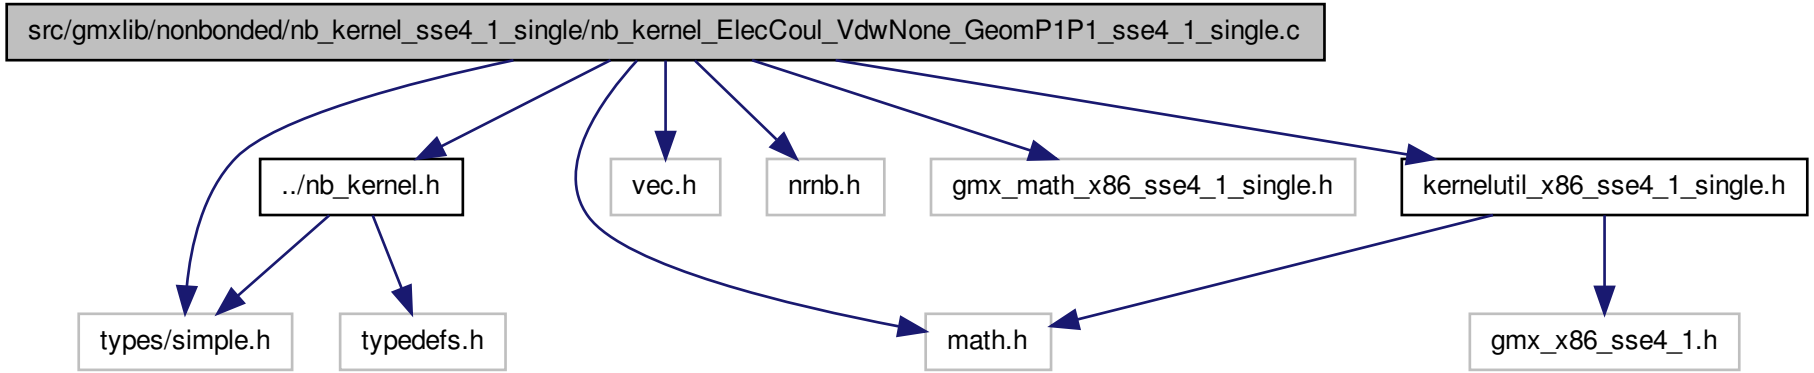 src/gmxlib/nonbonded/nb_kernel_sse4_1_single/nb_kernel_ElecCoul_VdwNone_GeomP1P1_sse4_1_single.c
../nb_kernel.h
vec.h
nrnb.h
gmx_math_x86_sse4_1_single.h
kernelutil_x86_sse4_1_single.h
types/simple.h
typedefs.h
math.h
gmx_x86_sse4_1.h